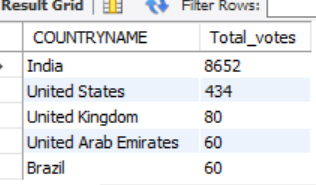 Result Grid Filter Rows:
COUNTRYNAME Total_votes
India 8652
United States 434
United Kingdom 80
United Arab Emirates 60
Brazil 60